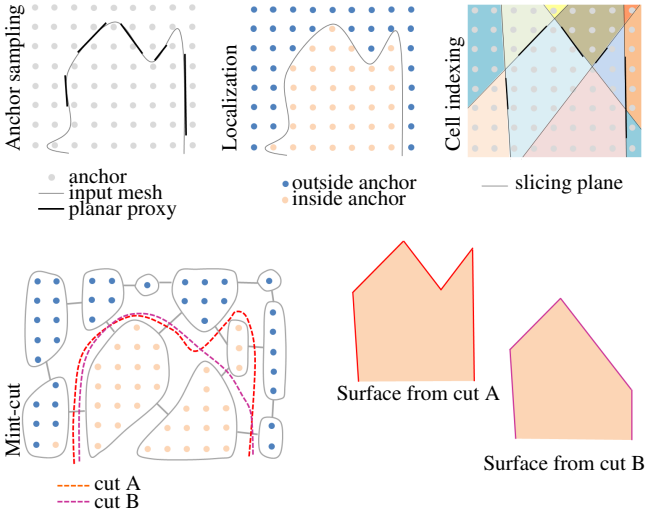 Anchor sampling
Localization
Cell indexing
anchor
input mesh
planar proxy
outside anchor
inside anchor
slicing plane
Mint-cut
cut A
cut B
Surface from cut A
Surface from cut B